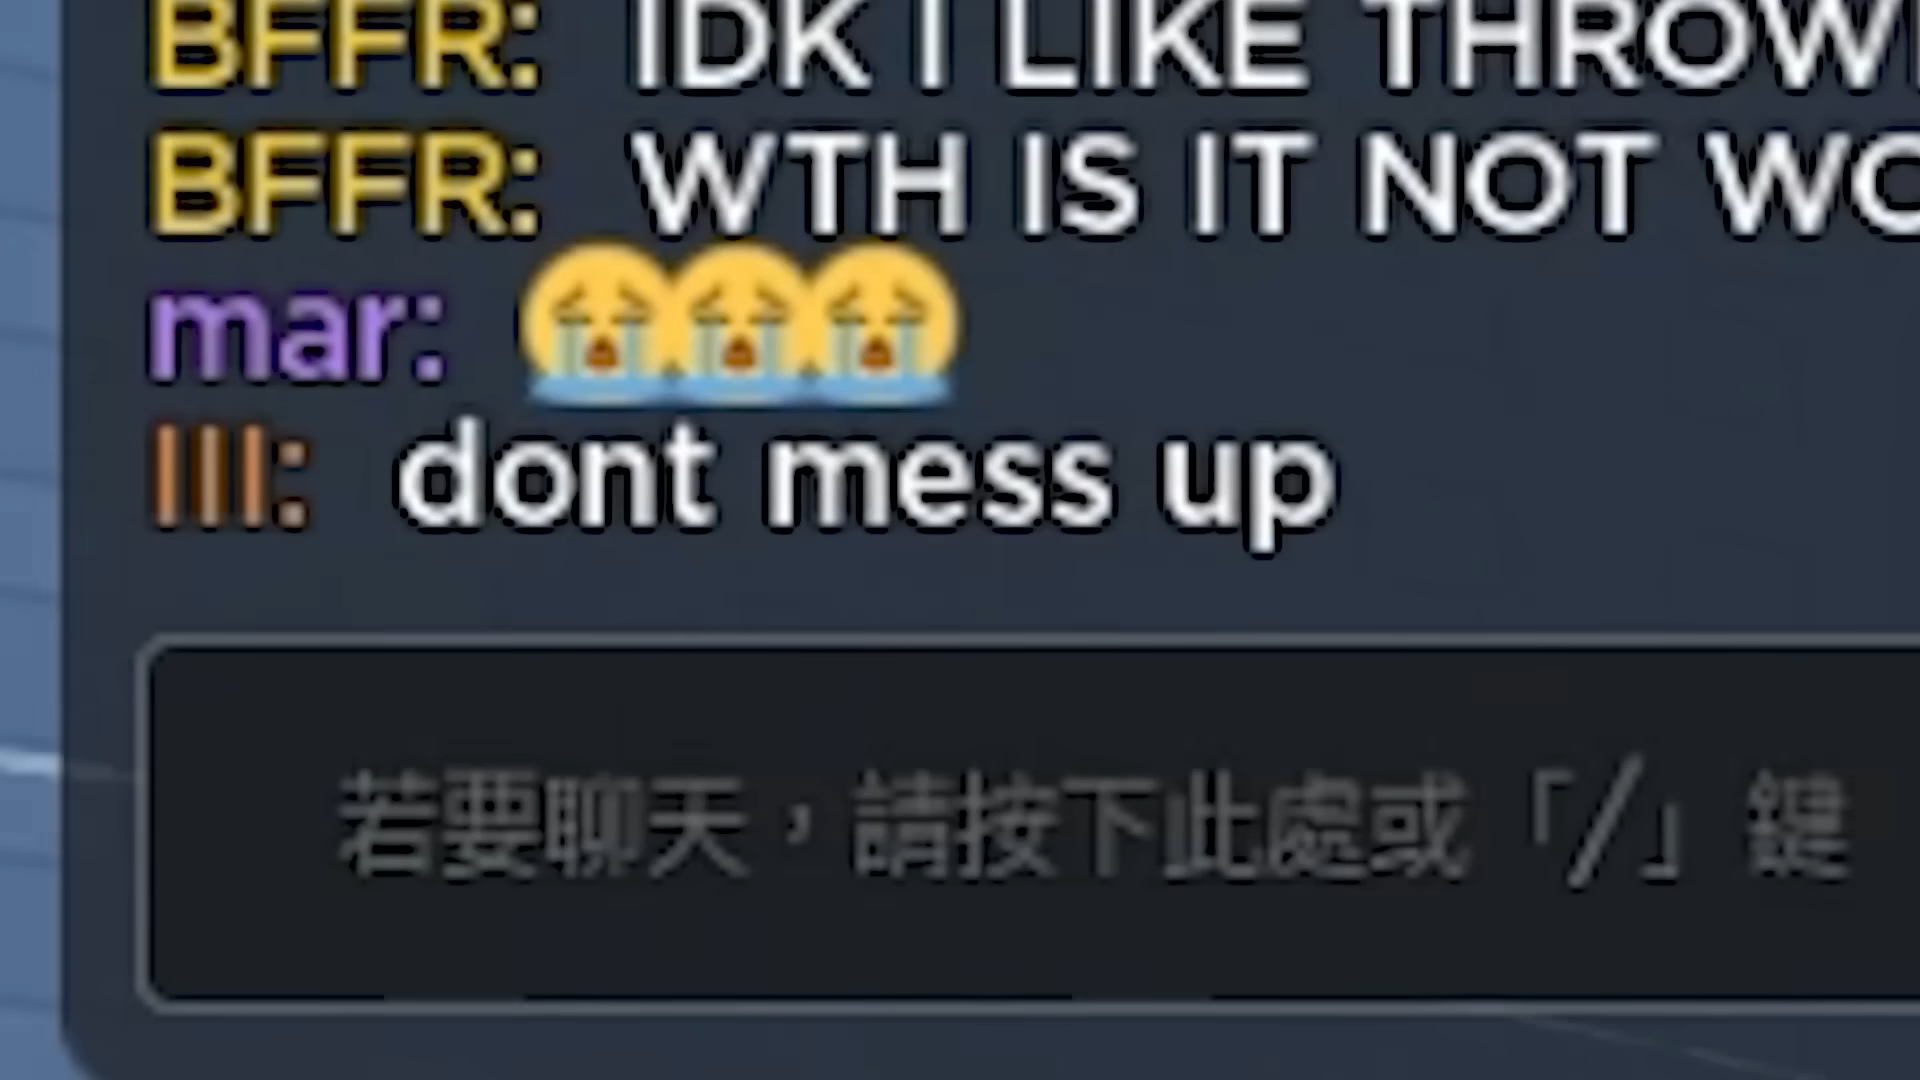 BFFR: IDK I LIKE THROW
BFFR: WTH IS IT NOT WO
mar: 😭😭😭
III: dont mess up
若要聊天，請按下此處或「/」鍵